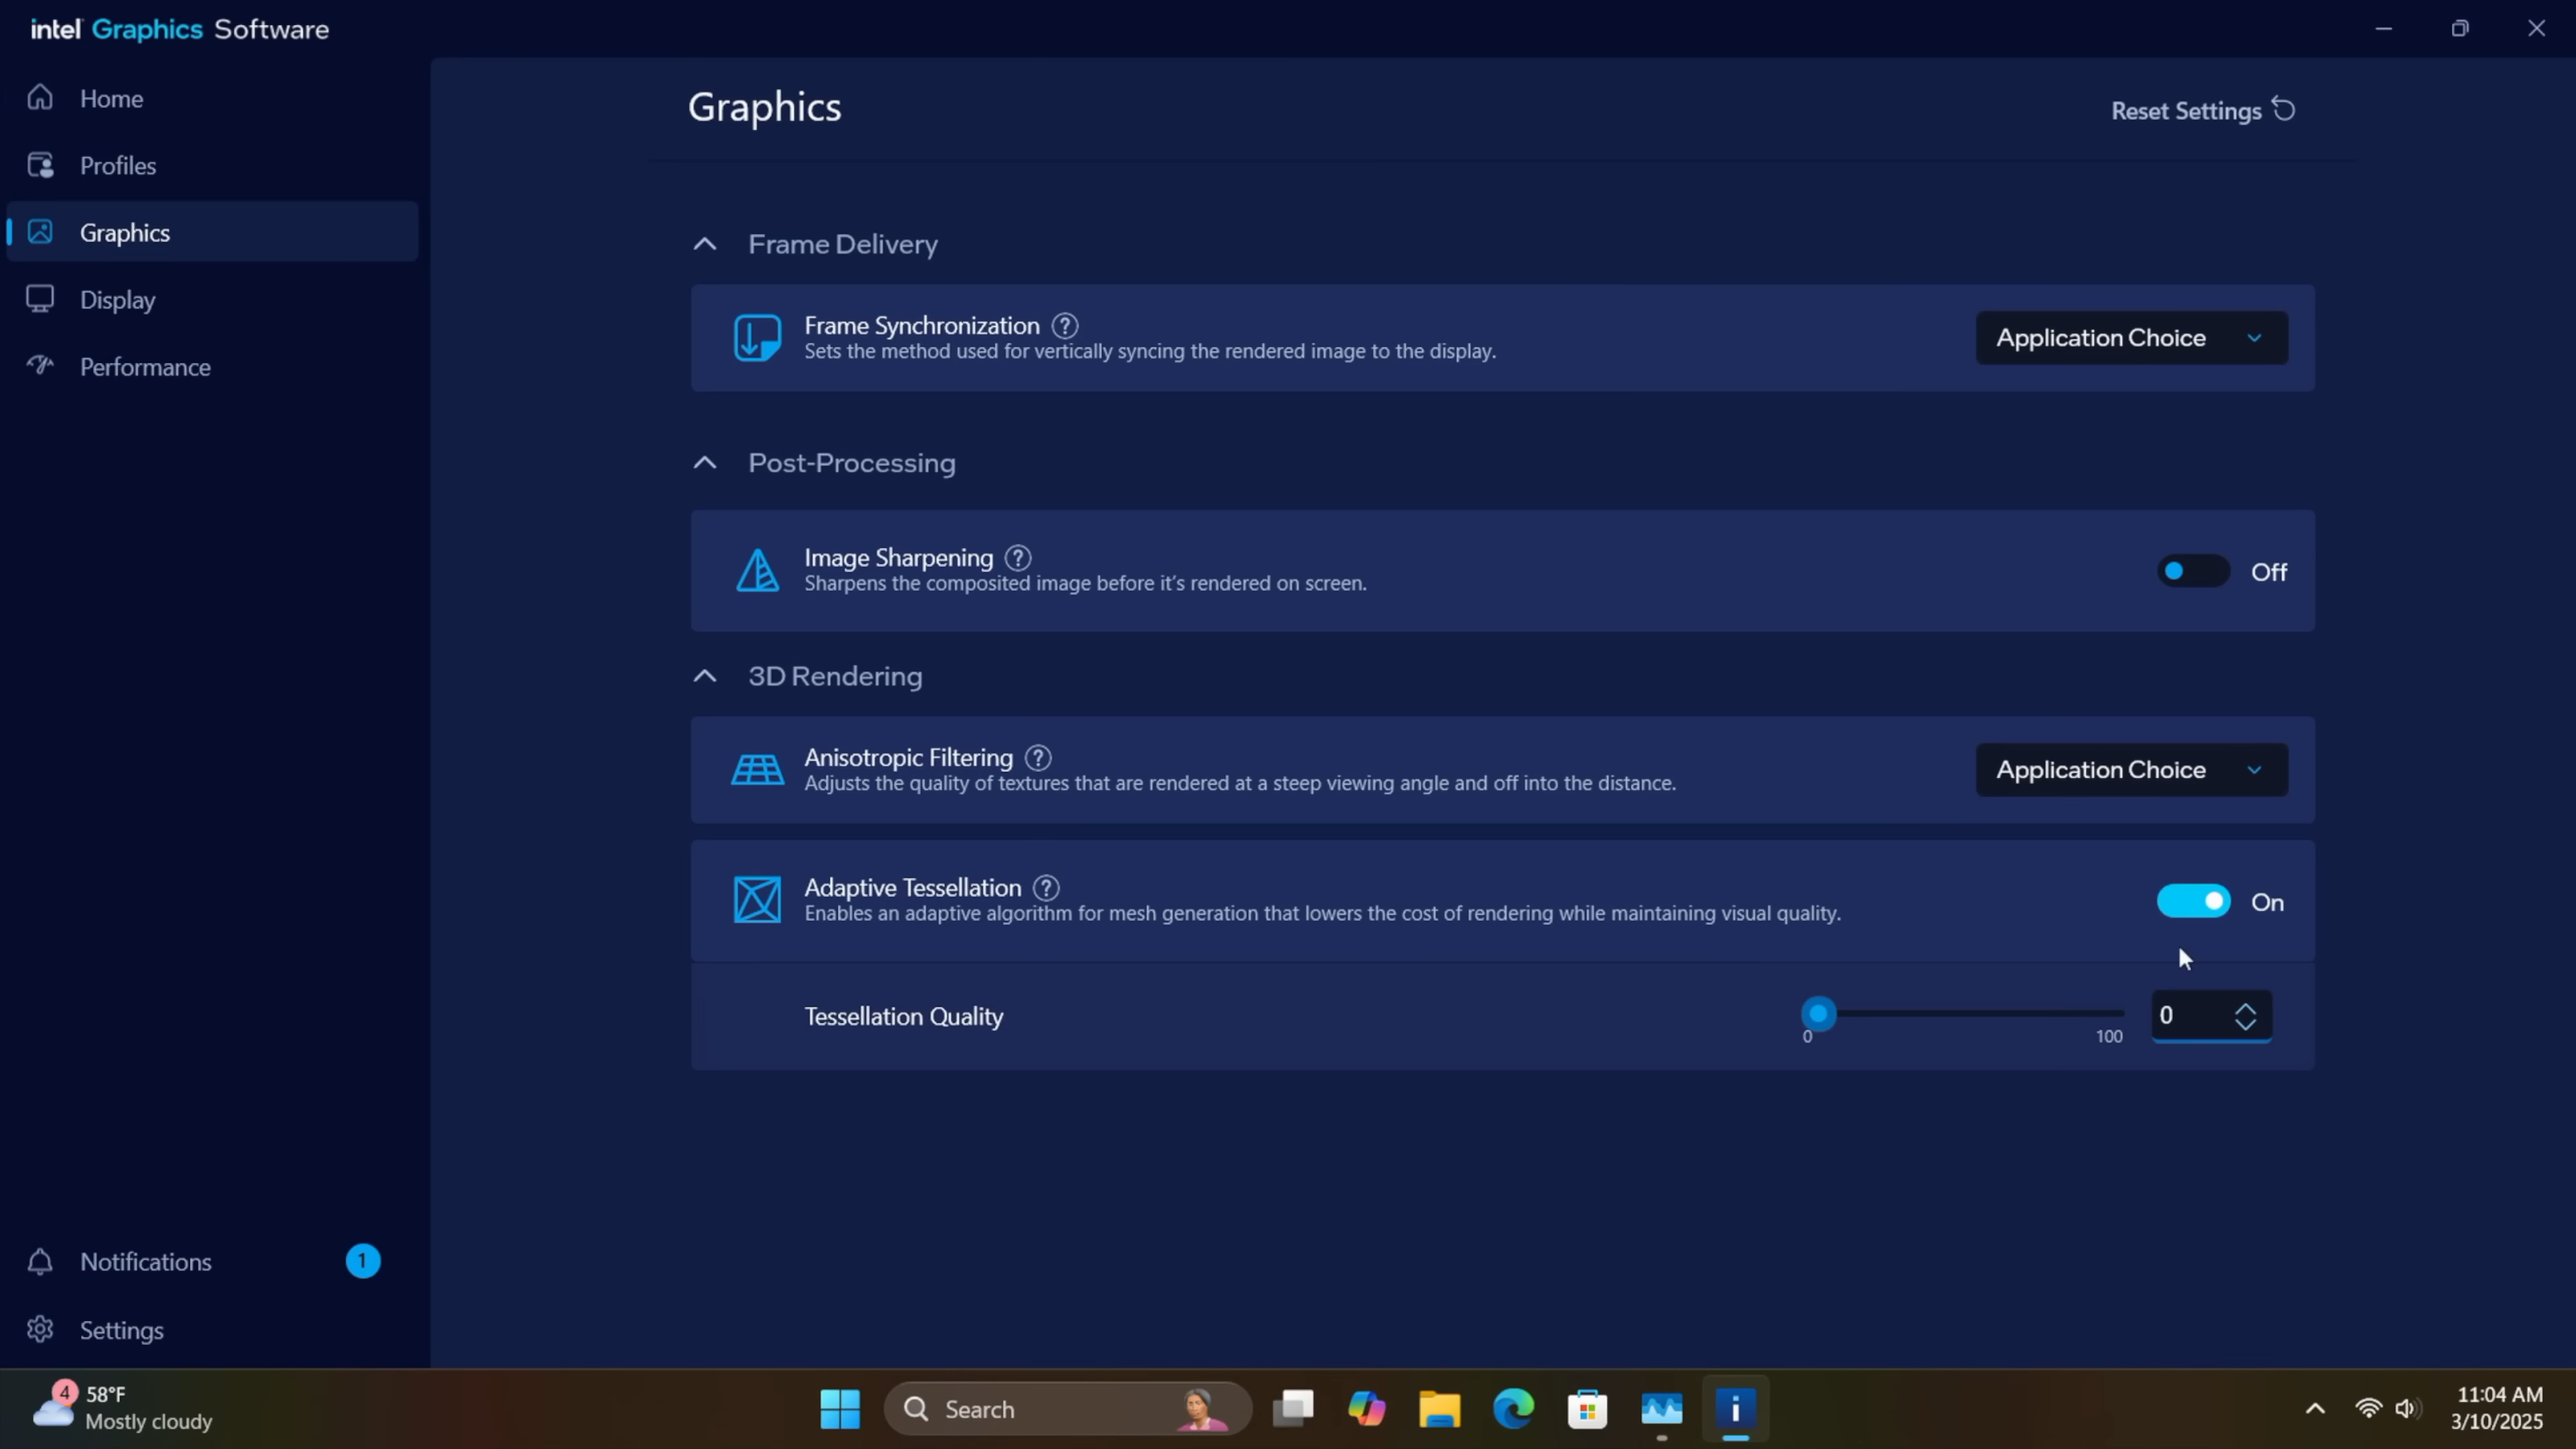 intel Graphics Software
Home
Profiles
Graphics
Display
Performance
Notifications 1
Settings
Graphics
Reset Settings
Frame Delivery
Frame Synchronization ?
Sets the method used for vertically syncing the rendered image to the display.
Application Choice
Post-Processing
Image Sharpening ?
Sharpens the composited image before it's rendered on screen.
Off
3D Rendering
Anisotropic Filtering ?
Adjusts the quality of textures that are rendered at a steep viewing angle and off into the distance.
Application Choice
Adaptive Tessellation ?
Enables an adaptive algorithm for mesh generation that lowers the cost of rendering while maintaining visual quality.
On
Tessellation Quality
0
100
0
4
58°F
Mostly cloudy
Search
i
11:04 AM
3/10/2025